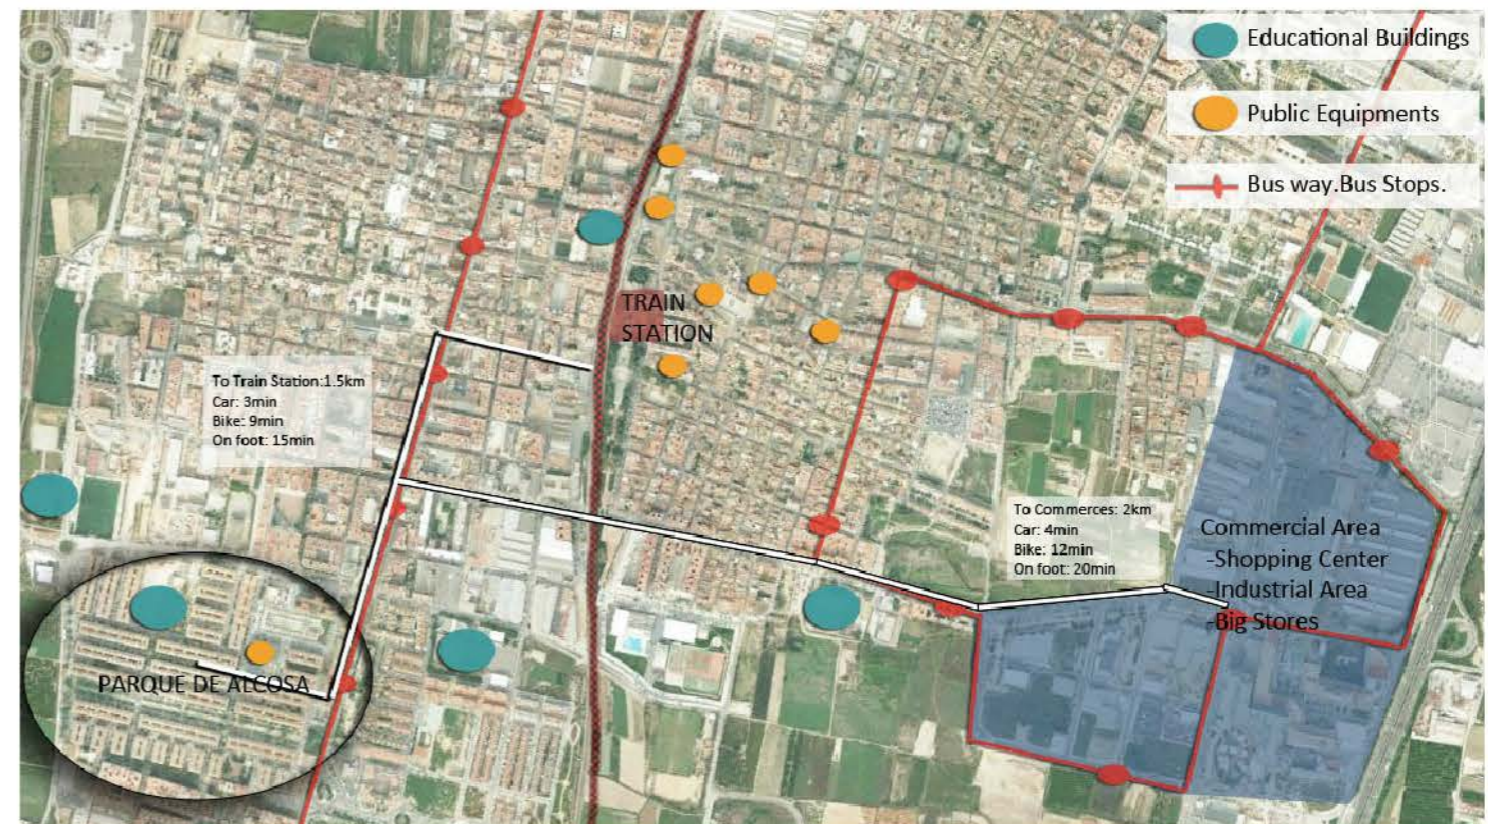 Educational Buildings
Public Equipments
Bus way.Bus Stops.
TRAIN
STATION
To Train Station:1.5km
Car: 3min
Bike: 9min
On foot: 15min
To Commerces: 2km
Car: 4min
Bike: 12min
On foot: 20min
Commercial Area
-Shopping Center
-Industrial Area
-Big Stores
PARQUE DE ALCOSA